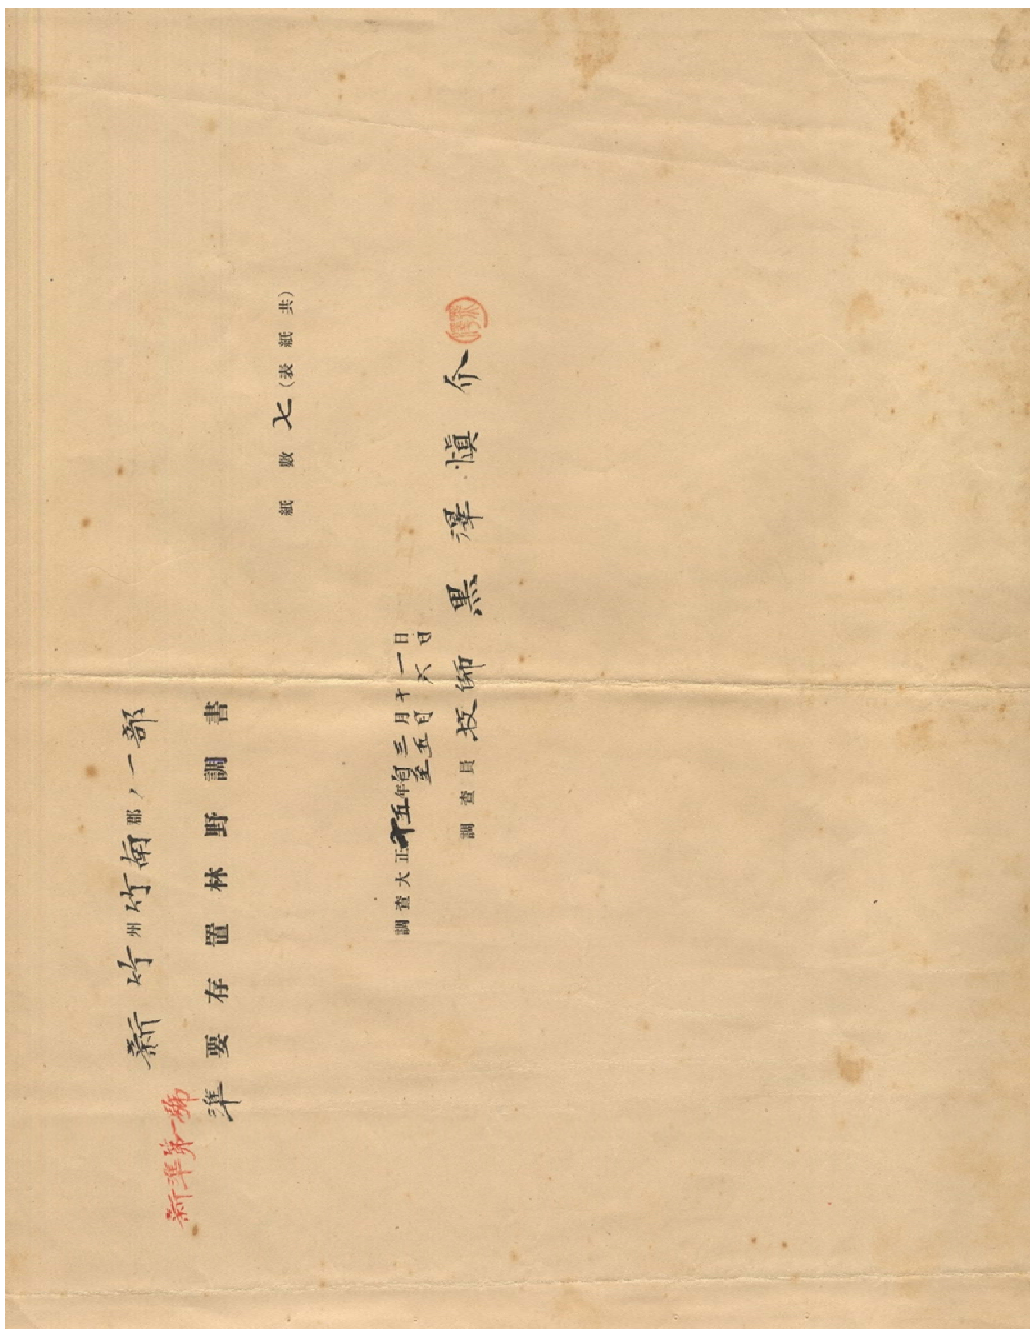 新竹州竹南郡ノ一部
新準第一號
準要存置林野調書
紙數七(表紙共)
調查大正十五年自三月十一日
至五月六日
調查員技師黒澤愼介